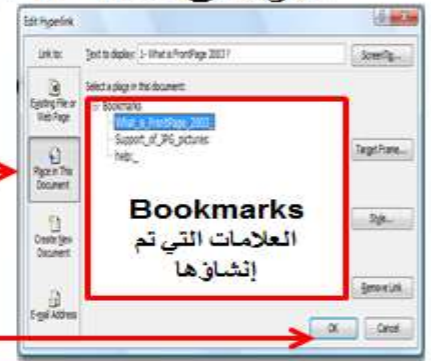 Edit Hyperlink
Link to:
Text to display: 1- What is FrontPage 2003 ?
ScreenTip...
Existing File or
Web Page
Select a place in this document:
Bookmarks
What_is_FrontPage_2003_:
Support_of_JPG_pictures
help:_
Place in This
Document
Target Frame...
Bookmarks
العلامات التي تم
إنشاؤها
Create New
Document
Style...
Remove Link
E-mail Address
OK
Cancel